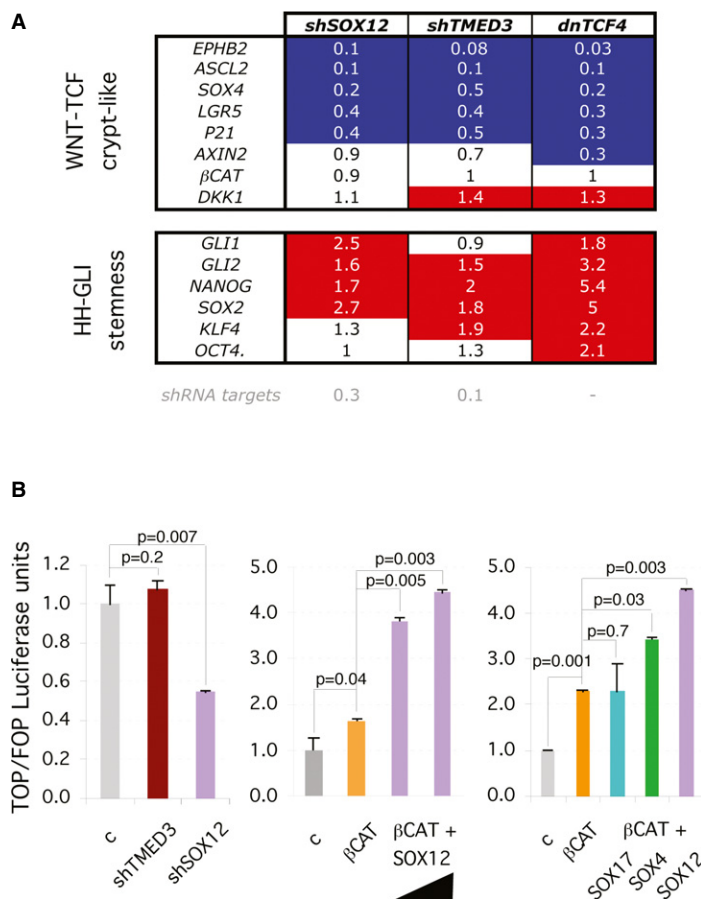 A
shSOX12 shTMED3 dnTCF4
WNT-TCF
crypt-like
EPHB2 0.1 0.08 0.03
ASCL2 0.1 0.1 0.1
SOX4 0.2 0.5 0.2
LGR5 0.4 0.4 0.3
P21 0.4 0.5 0.3
AXIN2 0.9 0.7 0.3
βCAT 0.9 1 1
DKK1 1.1 1.4 1.3
HH-GLI
stemness
GLI1 2.5 0.9 1.8
GLI2 1.6 1.5 3.2
NANOG 1.7 2 5.4
SOX2 2.7 1.8 5
KLF4 1.3 1.9 2.2
OCT4. 1 1.3 2.1
shRNA targets 0.3 0.1 -
B
TOP/FOP Luciferase units
p=0.007
p=0.2
1.2
1.0
0.8
0.6
0.4
0.2
0.0
c
shTMED3
shSOX12
p=0.003
p=0.005
p=0.04
5.0
4.0
3.0
2.0
1.0
0.0
c
βCAT
βCAT +
SOX12
p=0.003
p=0.03
p=0.7
p=0.001
5.0
4.0
3.0
2.0
1.0
0.0
c
βCAT
βCAT +
SOX17
SOX4
SOX12